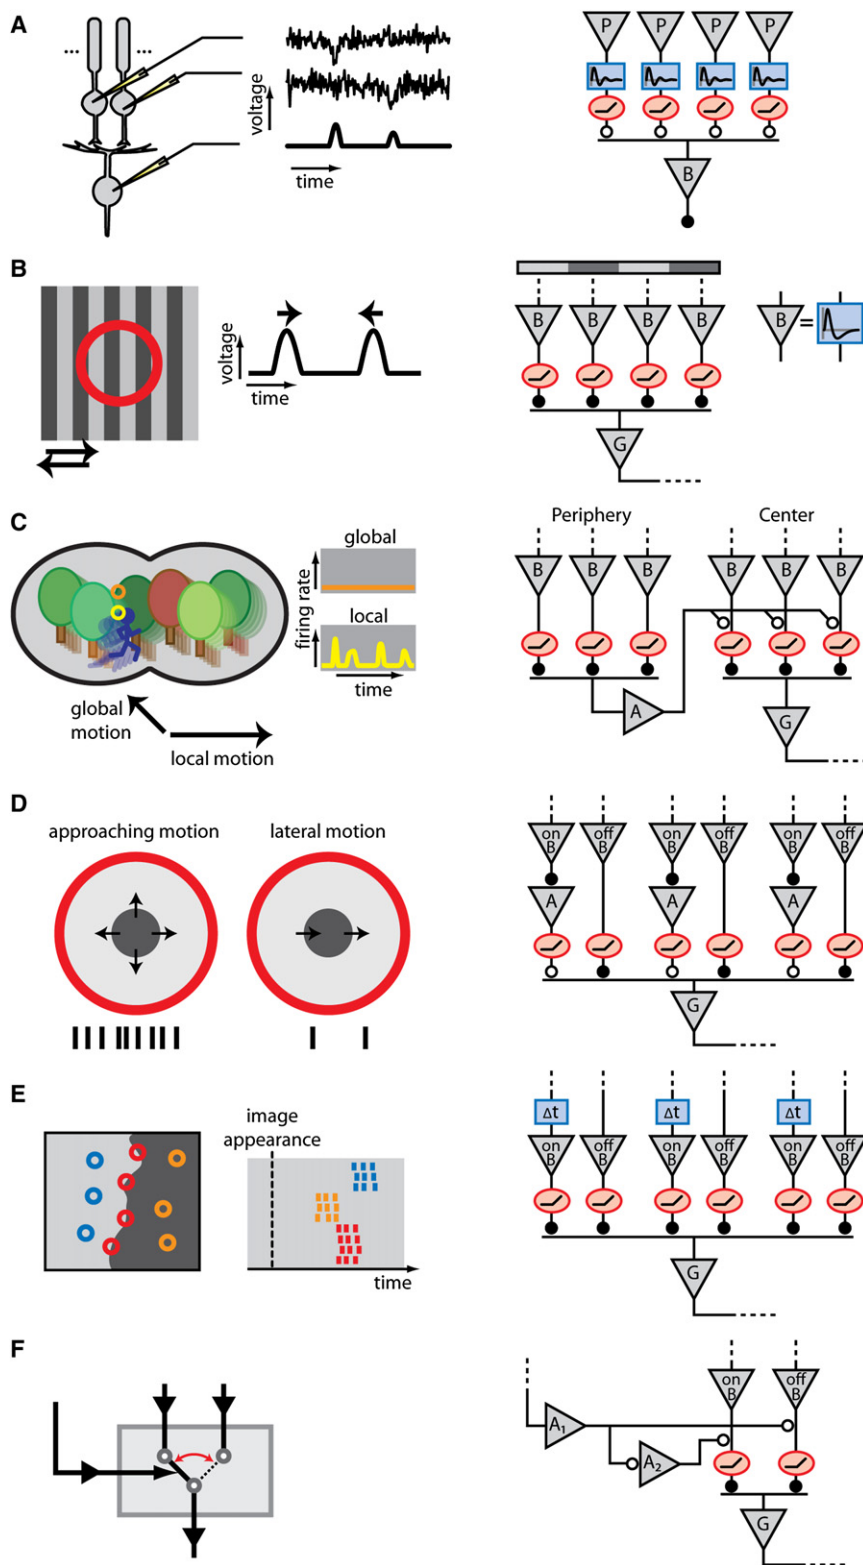 A
...
...
voltage
time
P P P P
B
B
voltage
time
B B B B
B =
G
C
global
firing rate
local
time
global
motion
local motion
Periphery
Center
B B B B B B
A
G
D
approaching motion
lateral motion
on B off B on B off B on B off B
A A A
G
E
image
appearance
time
Δt Δt Δt
on B off B on B off B on B off B
G
F
on B off B
A₁
A₂
G